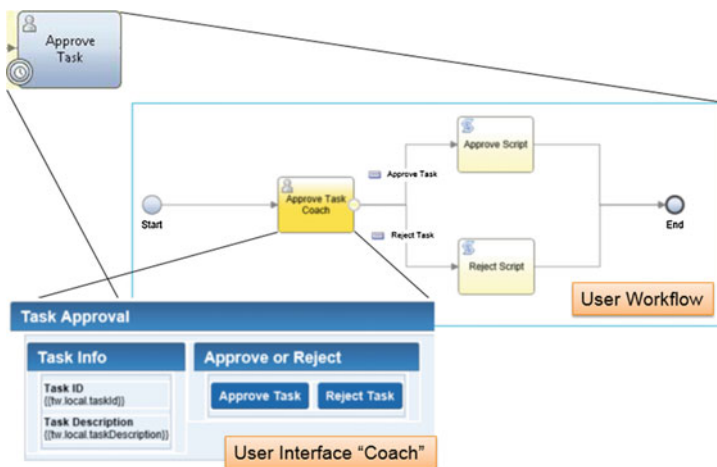 Approve
Task
Approve Script
Approve Task
Approve Task
Coach
Start
End
Reject Task
Reject Script
User Workflow
Task Approval
Task Info
Approve or Reject
Task ID
{{tw.local.taskId}}
Approve Task
Reject Task
Task Description
{{tw.local.taskDescription}}
User Interface “Coach”